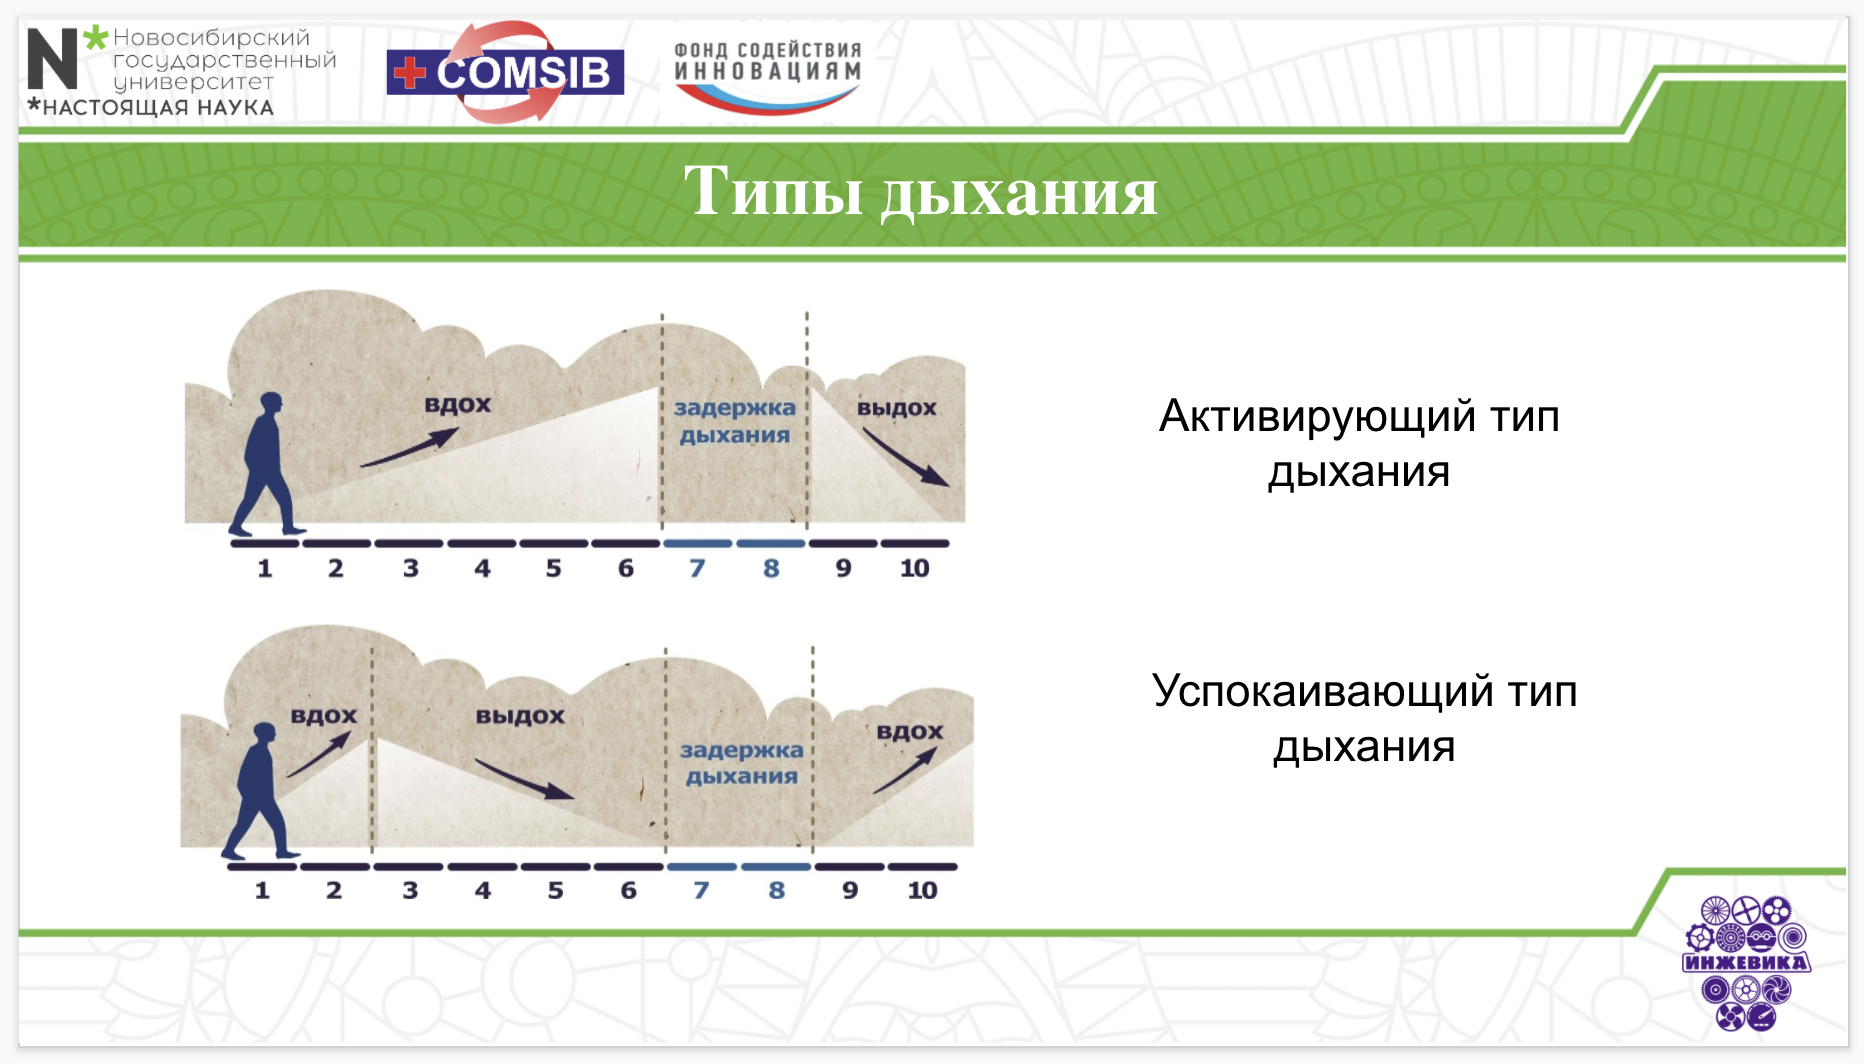 Новосибирский
государственный
университет
*НАСТОЯЩАЯ НАУКА
COMSIB
ФОНД СОДЕЙСТВИЯ
ИННОВАЦИЯМ
Типы дыхания
вдох
задержка
дыхания
выдох
1 2 3 4 5 6 7 8 9 10
Активирующий тип
дыхания
вдох
выдох
задержка
дыхания
вдох
1 2 3 4 5 6 7 8 9 10
Успокаивающий тип
дыхания
ИНЖЕВИКА